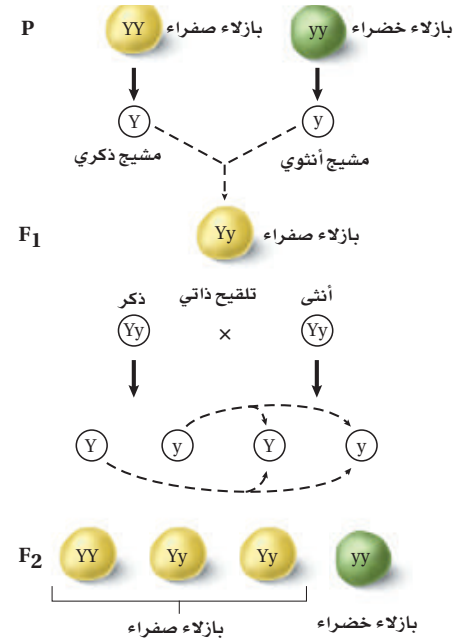 P
YY بازلاء صفراء yy بازلاء خضراء
Y y
مشيج ذكري مشيج أنثوي
F1 Yy بازلاء صفراء
ذكر تلقيح ذاتي أنثى
Yy × Yy
Y y Y y
F2 YY Yy Yy yy
بازلاء صفراء بازلاء خضراء